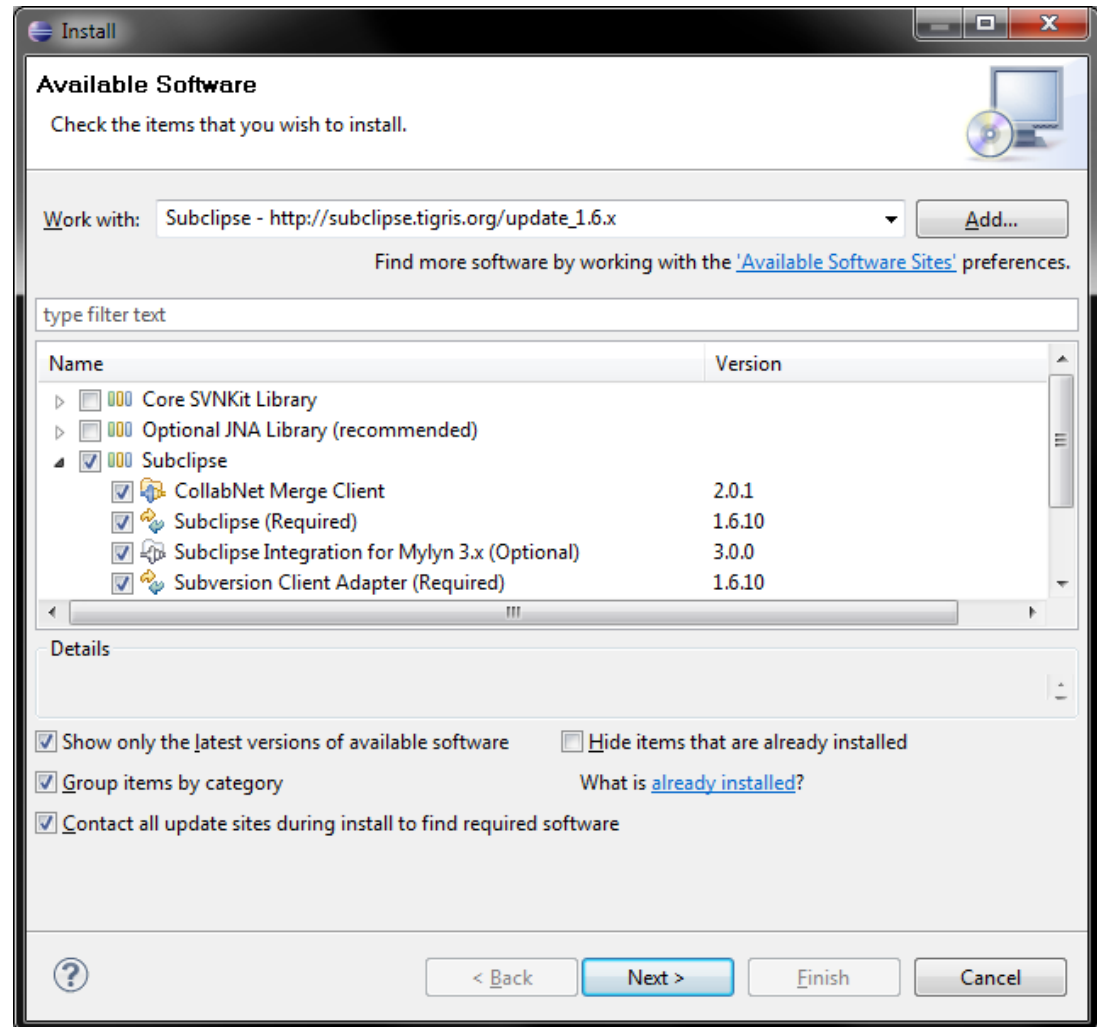 Install
Available Software
Check the items that you wish to install.
Work with: Subclipse - http://subclipse.tigris.org/update_1.6.x Add...
Find more software by working with the 'Available Software Sites' preferences.
type filter text
Name Version
Core SVNKit Library
Optional JNA Library (recommended)
Subclipse
CollabNet Merge Client 2.0.1
Subclipse (Required) 1.6.10
Subclipse Integration for Mylyn 3.x (Optional) 3.0.0
Subversion Client Adapter (Required) 1.6.10
Details
Show only the latest versions of available software Hide items that are already installed
Group items by category What is already installed?
Contact all update sites during install to find required software
? < Back Next > Finish Cancel